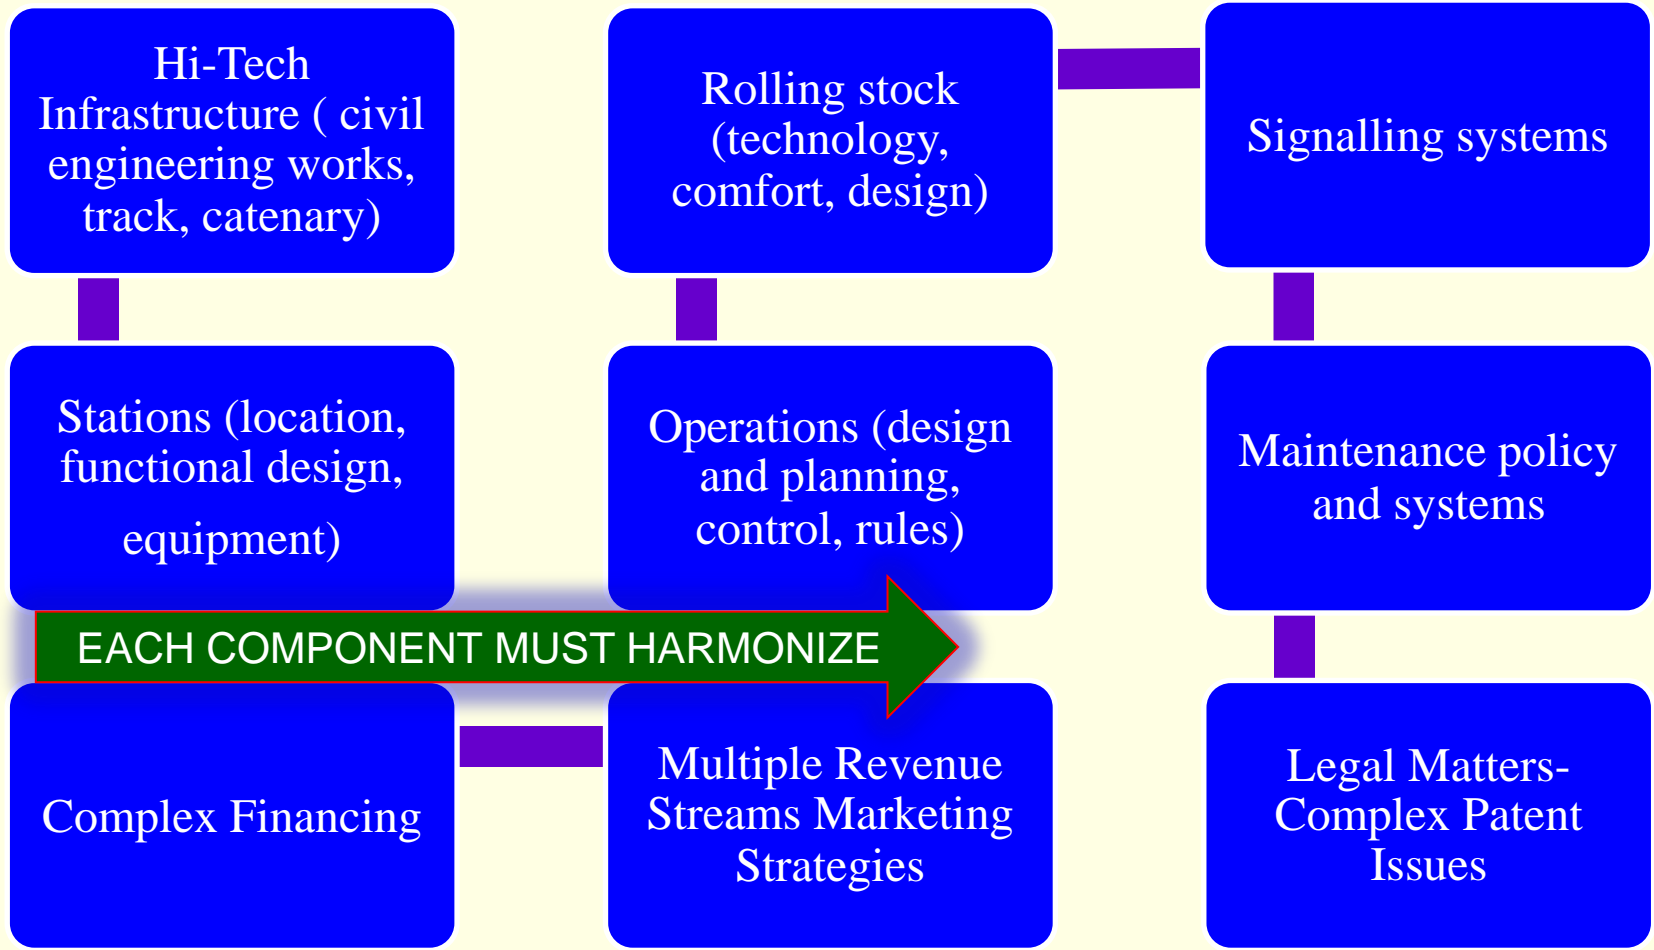 Hi-Tech
Infrastructure ( civil
engineering works,
track, catenary)
Stations (location,
functional design,
equipment)
EACH COMPONENT MUST HARMONIZE
Complex Financing
Multiple Revenue
Streams Marketing
Strategies
Operations (design
and planning,
control, rules)
Rolling stock
(technology,
comfort, design)
Signalling systems
Maintenance policy
and systems
Legal Matters-
Complex Patent
Issues